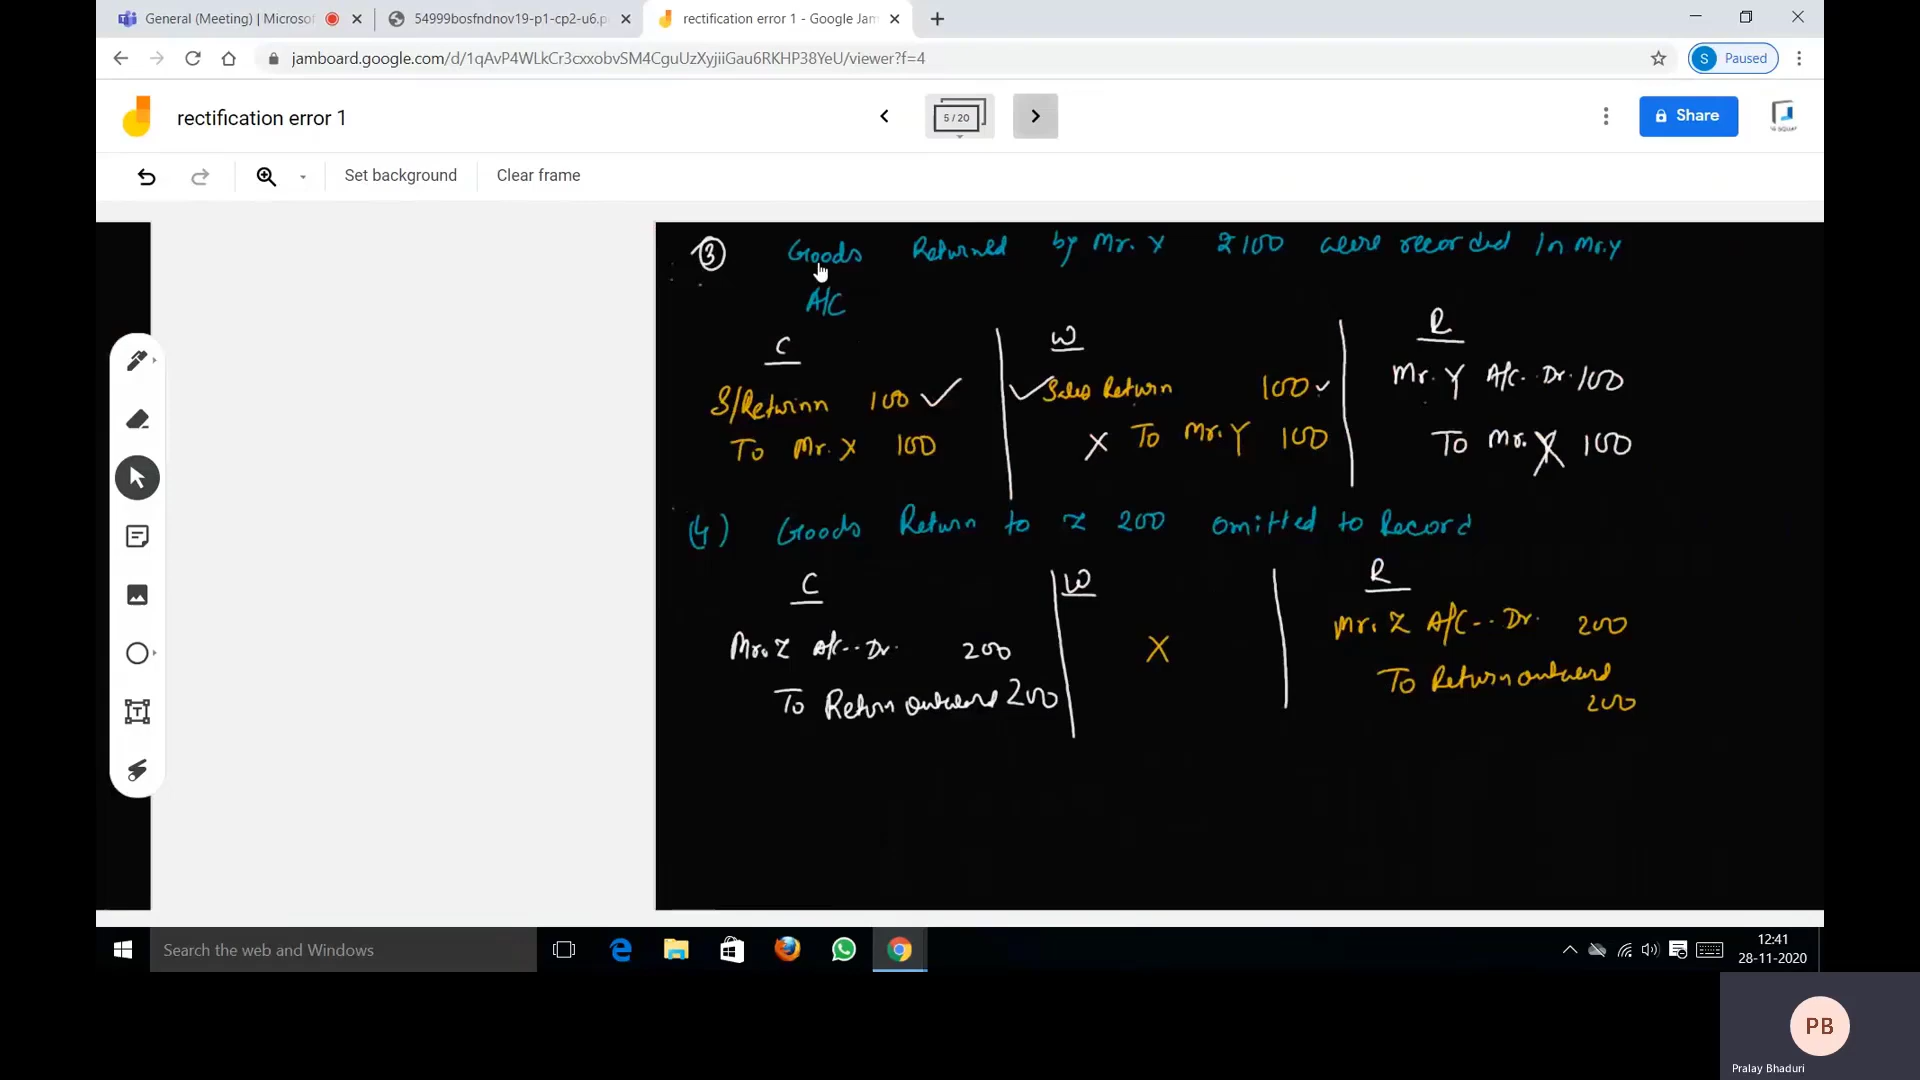 General (Meeting) | Microsof
54999bosfndnov19-p1-cp2-u6.p
rectification error 1 - Google Jam
jamboard.google.com/d/1qAvP4WLkCr3cxxobvSM4CguUzXyjiiGau6RKHP38YeU/viewer?f=4
S Paused
rectification error 1
5 / 20
Share
Set background
Clear frame
3 Goods Returned by Mr. X ₹100 were recorded In Mr.Y
A/C
C
W
R
S/Return 100
Sales Return 100
Mr. Y A/C.. Dr. 100
To Mr. X 100
X To Mr. Y 100
To Mr. X 100
(4) Goods Return to Z 200 omitted to Record
C
W
R
Mr. Z A/C.. Dr. 200
X
Mr. Z A/C.. Dr. 200
To Return outward 200
To Return outward
200
Search the web and Windows
12:41
28-11-2020
PB
Pralay Bhaduri